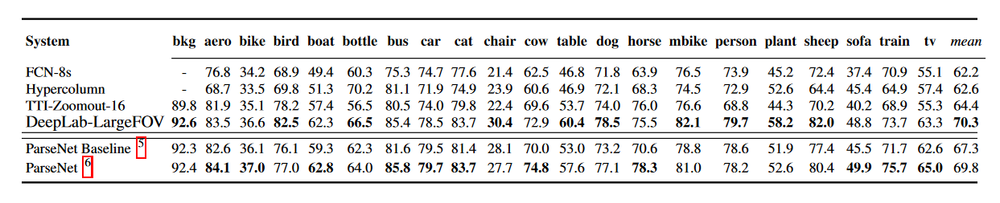 System bkg aero bike bird boat bottle bus car cat chair cow table dog horse mbike person plant sheep sofa train tv mean
FCN-8s - 76.8 34.2 68.9 49.4 60.3 75.3 74.7 77.6 21.4 62.5 46.8 71.8 63.9 76.5 73.9 45.2 72.4 37.4 70.9 55.1 62.2
Hypercolumn - 68.7 33.5 69.8 51.3 70.2 81.1 71.9 74.9 23.9 60.6 46.9 72.1 68.3 74.5 72.9 52.6 64.4 45.4 64.9 57.4 62.6
TTI-Zoomout-16 89.8 81.9 35.1 78.2 57.4 56.5 80.5 74.0 79.8 22.4 69.6 53.7 74.0 76.0 76.6 68.8 44.3 70.2 40.2 68.9 55.3 64.4
DeepLab-LargeFOV 92.6 83.5 36.6 82.5 62.3 66.5 85.4 78.5 83.7 30.4 72.9 60.4 78.5 75.5 82.1 79.7 58.2 82.0 48.8 73.7 63.3 70.3
ParseNet Baseline 5 92.3 82.6 36.1 76.1 59.3 62.3 81.6 79.5 81.4 28.1 70.0 53.0 73.2 70.6 78.8 78.6 51.9 77.4 45.5 71.7 62.6 67.3
ParseNet 6 92.4 84.1 37.0 77.0 62.8 64.0 85.8 79.7 83.7 27.7 74.8 57.6 77.1 78.3 81.0 78.2 52.6 80.4 49.9 75.7 65.0 69.8